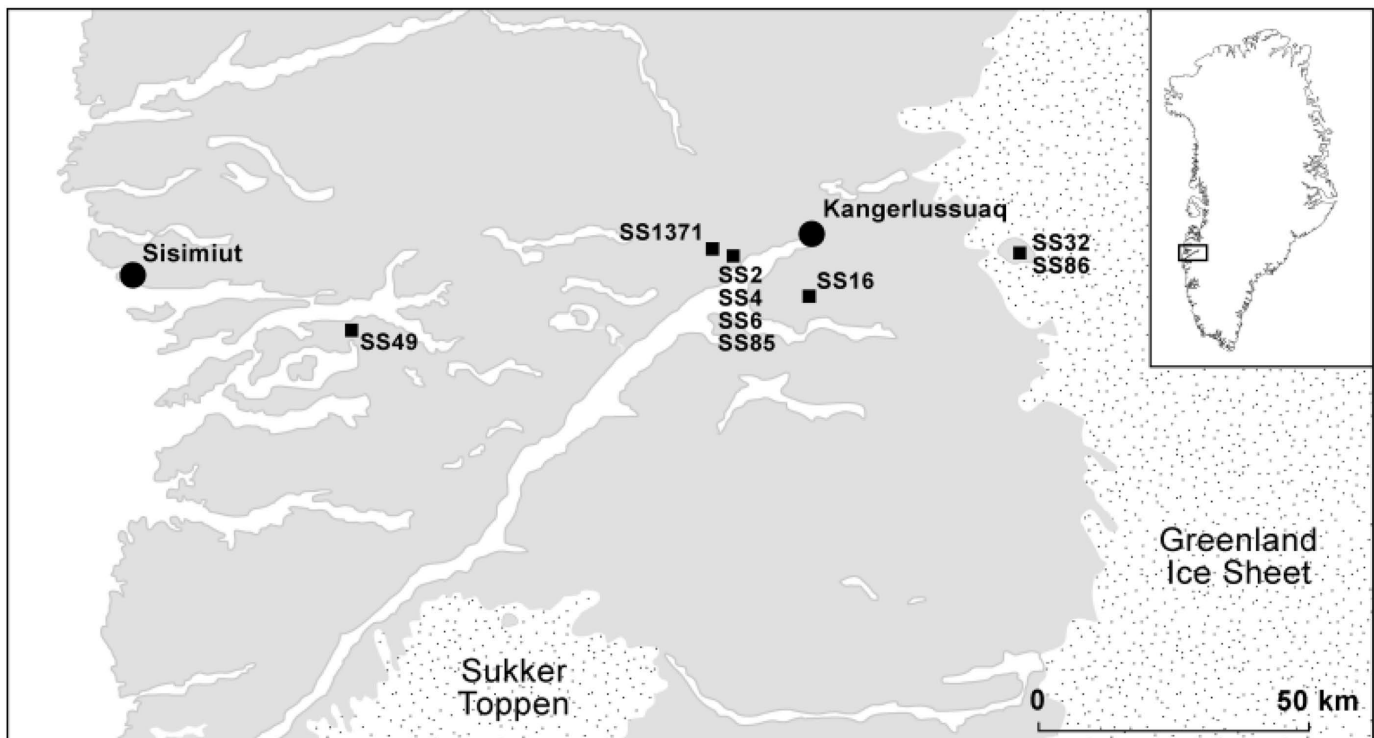 Kangerlussuaq
SS1371
SS32
SS86
Sisimiut
SS2
SS4
SS6
SS85
SS16
SS49
Greenland
Ice Sheet
Sukker
Toppen
0 50 km